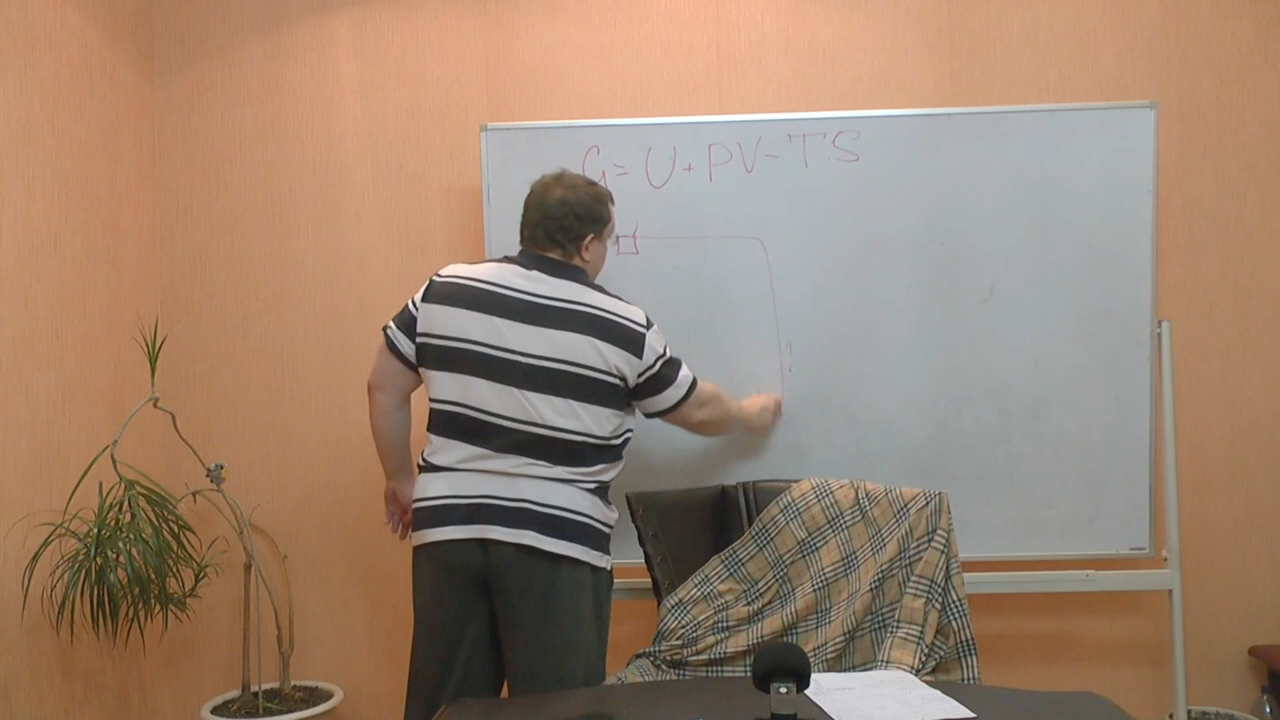 G = U + PV - TS